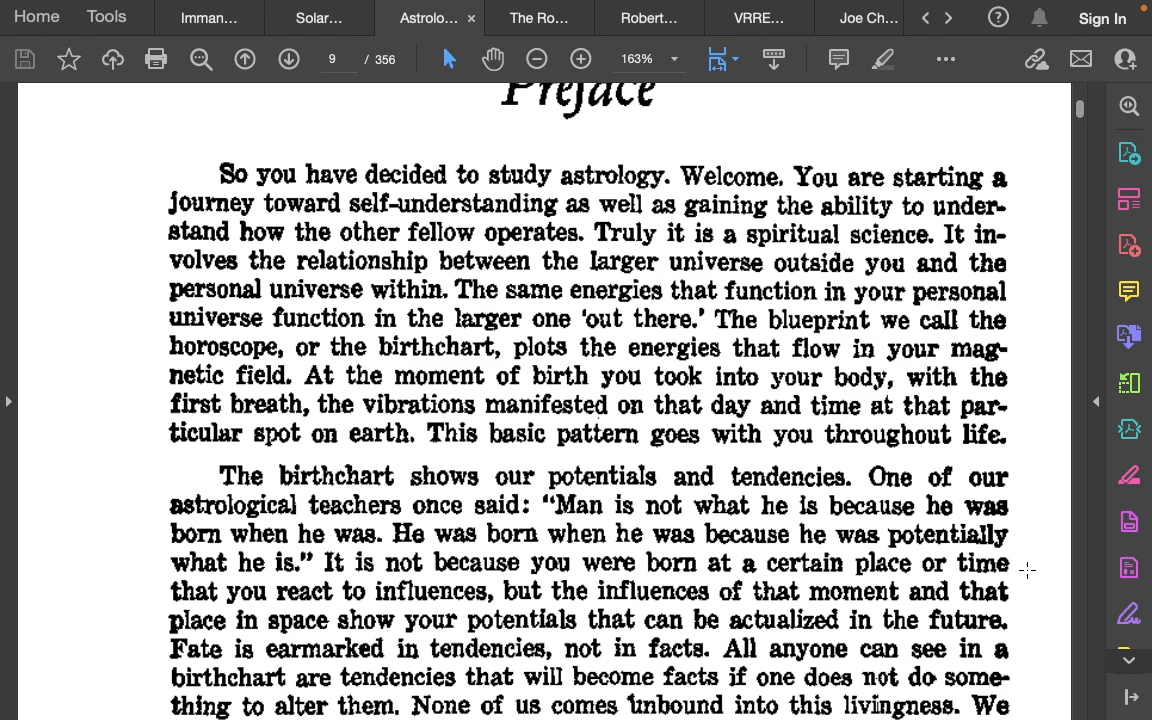 Home Tools Imman... Solar... Astrolo... × The Ro... Robert... VRRE... Joe Ch... Sign In
9 / 356 163%
Preface
So you have decided to study astrology. Welcome. You are starting a
journey toward self-understanding as well as gaining the ability to under-
stand how the other fellow operates. Truly it is a spiritual science. It in-
volves the relationship between the larger universe outside you and the
personal universe within. The same energies that function in your personal
universe function in the larger one 'out there.' The blueprint we call the
horoscope, or the birthchart, plots the energies that flow in your mag-
netic field. At the moment of birth you took into your body, with the
first breath, the vibrations manifested on that day and time at that par-
ticular spot on earth. This basic pattern goes with you throughout life.
The birthchart shows our potentials and tendencies. One of our
astrological teachers once said: "Man is not what he is because he was
born when he was. He was born when he was because he was potentially
what he is." It is not because you were born at a certain place or time
that you react to influences, but the influences of that moment and that
place in space show your potentials that can be actualized in the future.
Fate is earmarked in tendencies, not in facts. All anyone can see in a
birthchart are tendencies that will become facts if one does not do some-
thing to alter them. None of us comes unbound into this livingness. We